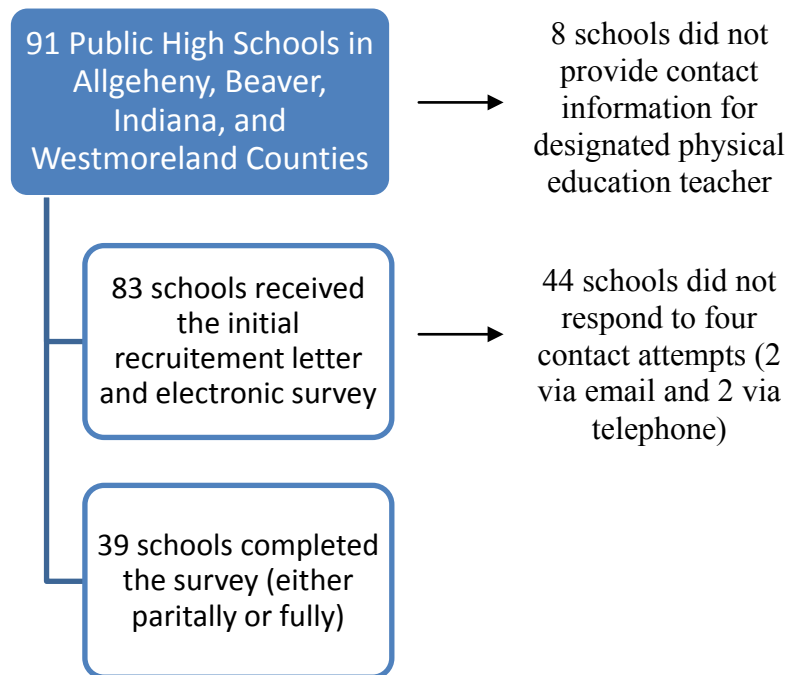 91 Public High Schools in
Allgeheny, Beaver,
Indiana, and
Westmoreland Counties
8 schools did not
provide contact
information for
designated physical
education teacher
83 schools received
the initial
recruitement letter
and electronic survey
44 schools did not
respond to four
contact attempts (2
via email and 2 via
telephone)
39 schools completed
the survey (either
paritally or fully)